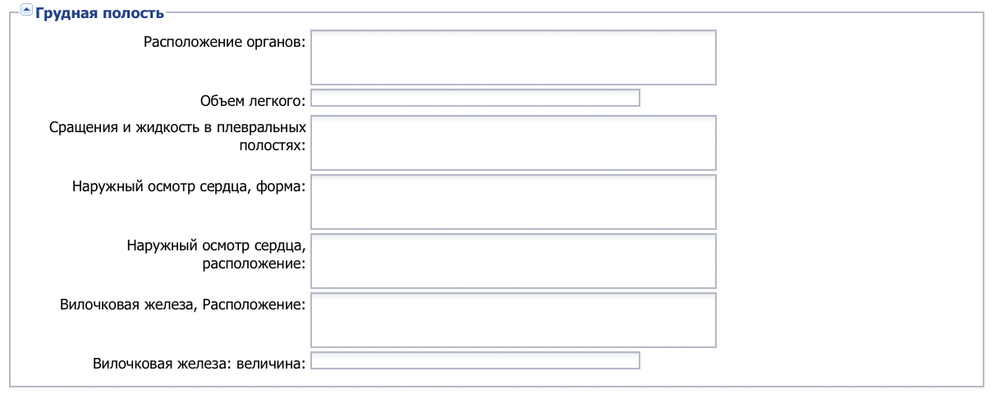 Грудная полость
Расположение органов:
Объем легкого:
Сращения и жидкость в плевральных
полостях:
Наружный осмотр сердца, форма:
Наружный осмотр сердца,
расположение:
Вилочковая железа, Расположение:
Вилочковая железа: величина: